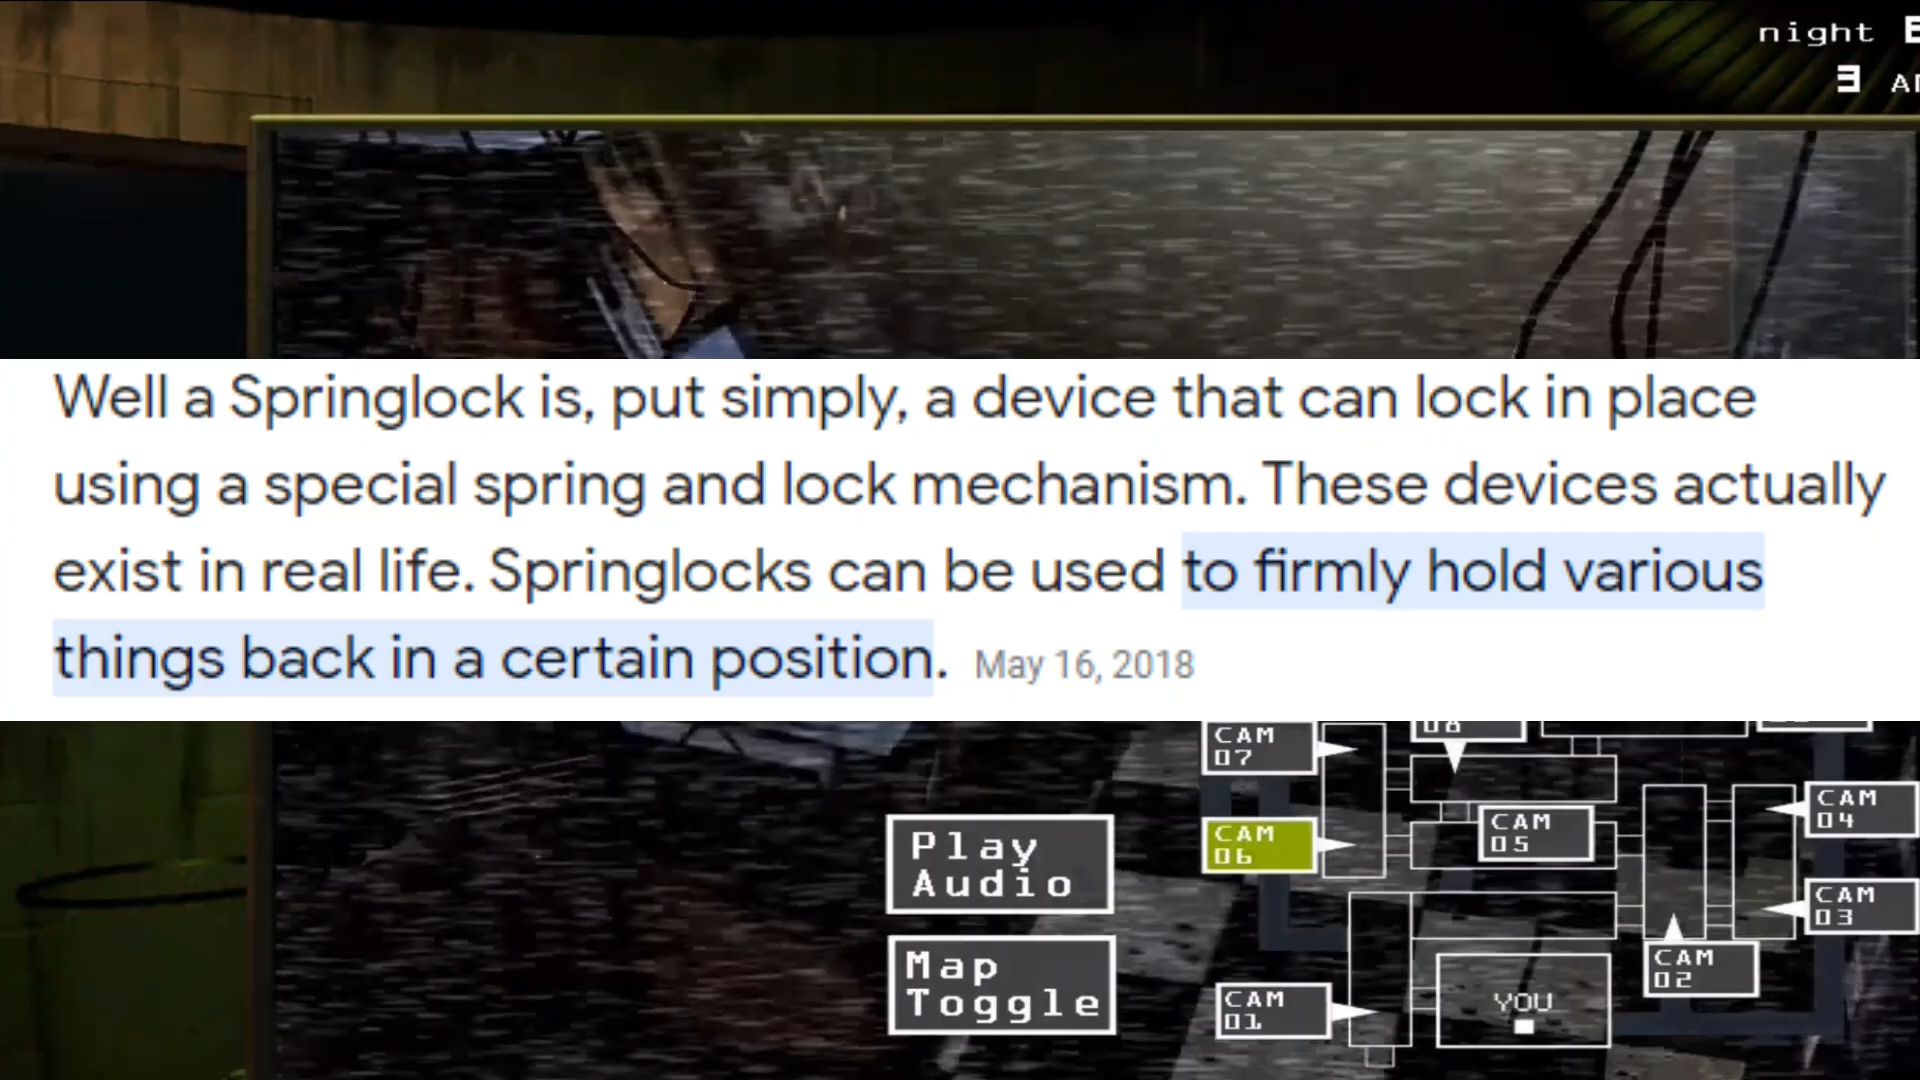 night
3
Well a Springlock is, put simply, a device that can lock in place
using a special spring and lock mechanism. These devices actually
exist in real life. Springlocks can be used to firmly hold various
things back in a certain position. May 16, 2018
CAM
07
08
CAM
04
Play
Audio
CAM
06
CAM
05
CAM
03
Map
Toggle
CAM
02
CAM
01
YOU